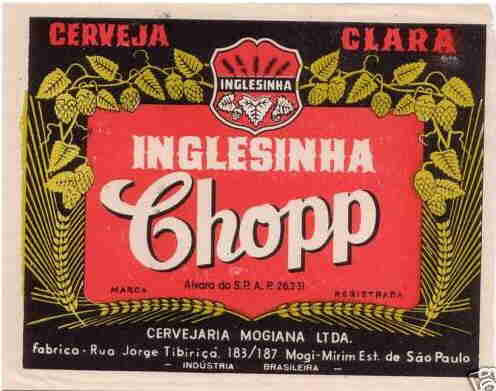 CERVEJA CLARA
INGLESINHA
INGLESINHA
Chopp
Alvara do S.P.A.P. 26331
MARCA REGISTRADA
CERVEJARIA MOGIANA LTDA.
Fabrica - Rua Jorge Tibiriçá, 183/187 Mogi-Mirim Est. de São Paulo
- INDÚSTRIA BRASILEIRA -